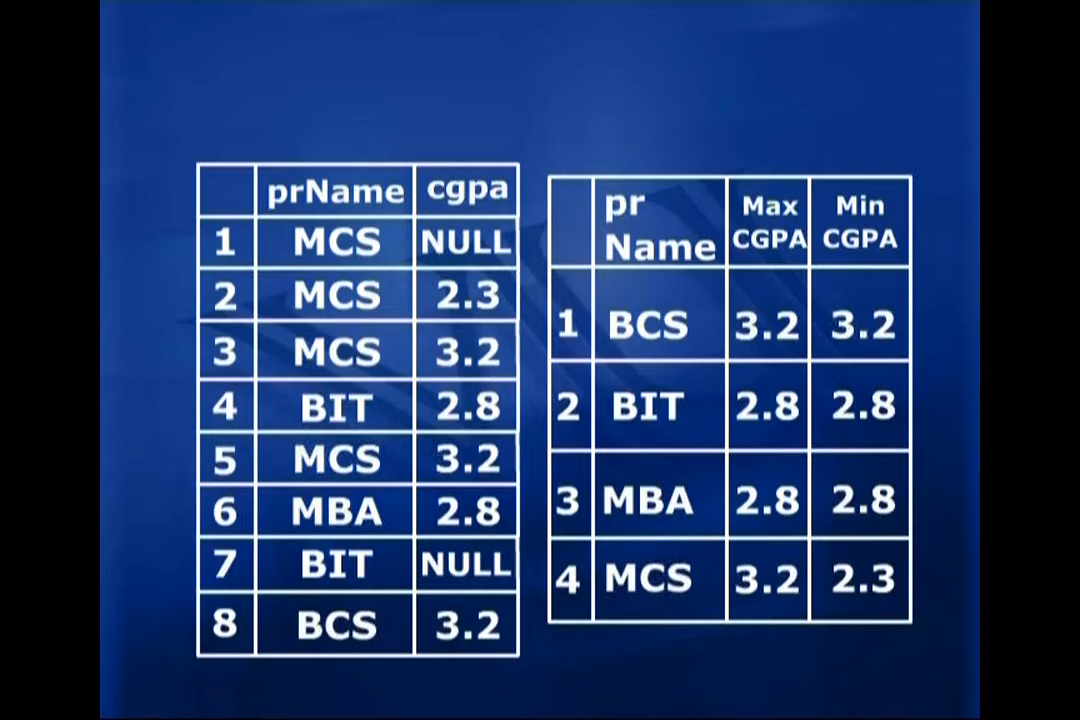 prName cgpa
1 MCS NULL
2 MCS 2.3
3 MCS 3.2
4 BIT 2.8
5 MCS 3.2
6 MBA 2.8
7 BIT NULL
8 BCS 3.2
pr Name Max CGPA Min CGPA
1 BCS 3.2 3.2
2 BIT 2.8 2.8
3 MBA 2.8 2.8
4 MCS 3.2 2.3